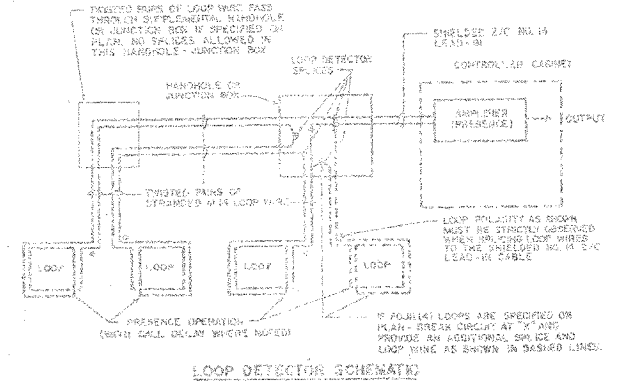 TWISTED PAIRS OF LOOP WIRE PASS
THROUGH SUPPLEMENTAL HANDHOLE
OR JUNCTION BOX IF SPECIFIED ON
PLAN. NO SPLICES ALLOWED IN
THIS HANDHOLE - JUNCTION BOX
LOOP DETECTOR
SPLICES
SHIELDED 2/C NO. 14
LEAD-IN
CONTROLLER CABINET
HANDHOLE OR
JUNCTION BOX
AMPLIFIER
(PRESENCE)
OUTPUT
TWISTED PAIRS OF
STRANDED #14 LOOP WIRE
LOOP POLARITY AS SHOWN
MUST BE STRICTLY OBSERVED
WHEN SPLICING LOOP WIRES
TO THE SHIELDED NO. 14 2/C
LEAD-IN CABLE
LOOP
LOOP
LOOP
LOOP
PRESENCE OPERATION
(WITH CALL DELAY WHERE NOTED)
IF FOUR(4) LOOPS ARE SPECIFIED ON
PLAN - BREAK CIRCUIT AT "X" AND
PROVIDE AN ADDITIONAL SPLICE AND
LOOP WIRE AS SHOWN IN DASHED LINES.
LOOP DETECTOR SCHEMATIC